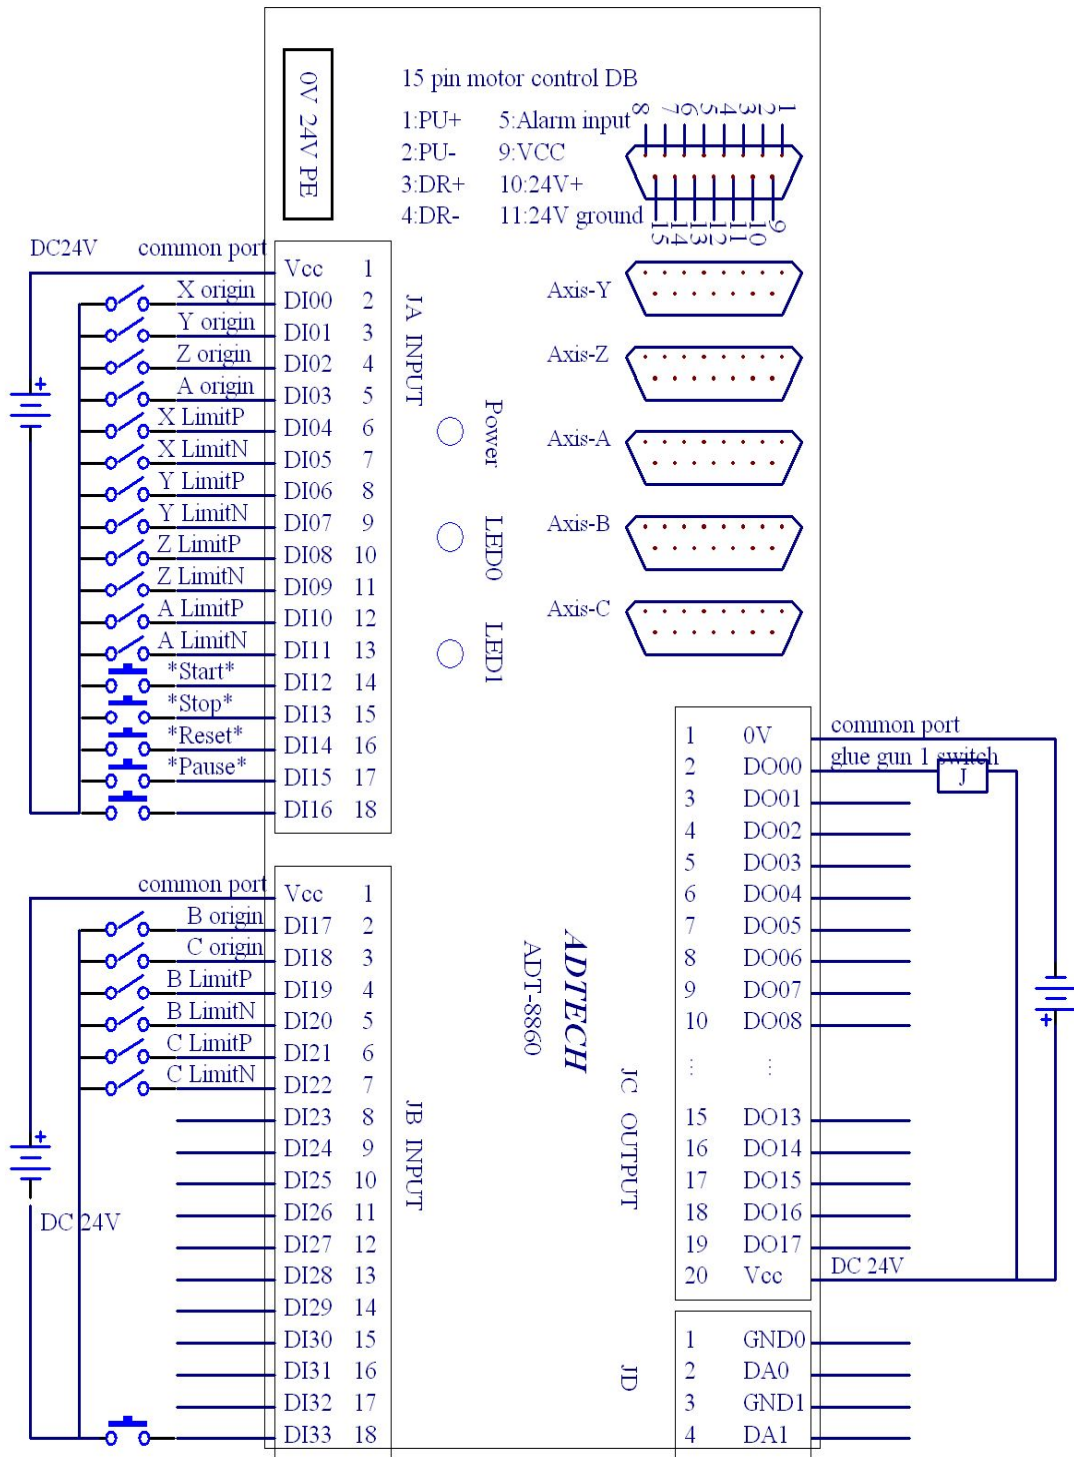 0V 24V PE
15 pin motor control DB
1:PU+ 5:Alarm input
2:PU- 9:VCC
3:DR+ 10:24V+
4:DR- 11:24V ground
8 7 6 5 4 3 2 1
15 14 13 12 11 10 9
Axis-Y
Axis-Z
Axis-A
Axis-B
Axis-C
DC24V common port
Vcc 1
X origin DI00 2
Y origin DI01 3
Z origin DI02 4
A origin DI03 5
X LimitP DI04 6
X LimitN DI05 7
Y LimitP DI06 8
Y LimitN DI07 9
Z LimitP DI08 10
Z LimitN DI09 11
A LimitP DI10 12
A LimitN DI11 13
*Start* DI12 14
*Stop* DI13 15
*Reset* DI14 16
*Pause* DI15 17
DI16 18
+
JA INPUT
Power
LED0
LED1
common port
Vcc 1
B origin DI17 2
C origin DI18 3
B LimitP DI19 4
B LimitN DI20 5
C LimitP DI21 6
C LimitN DI22 7
DI23 8
DI24 9
DI25 10
DI26 11
DI27 12
DI28 13
DI29 14
DI30 15
DI31 16
DI32 17
DI33 18
+
DC 24V
JB INPUT
ADTECH
ADT-8860
JC OUTPUT
1 0V common port
2 DO00 glue gun 1 switch
J
3 DO01
4 DO02
5 DO03
6 DO04
7 DO05
8 DO06
9 DO07
10 DO08
⋮ ⋮
15 DO13
16 DO14
17 DO15
18 DO16
19 DO17
20 Vcc DC 24V
+
JD
1 GND0
2 DA0
3 GND1
4 DA1